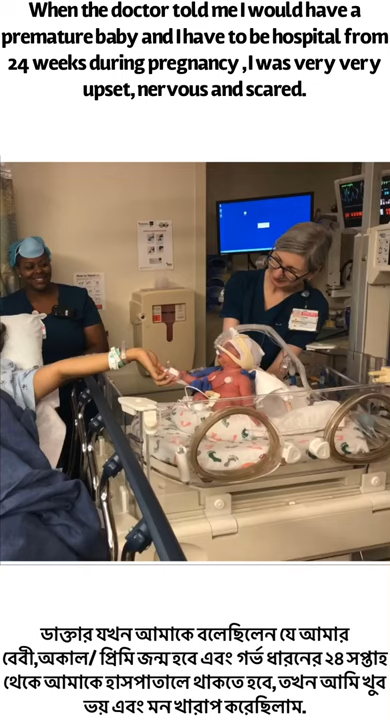 When the doctor told me I would have a
premature baby and I have to be hospital from
24 weeks during pregnancy ,I was very very
upset, nervous and scared.
ডাক্তার যখন আমাকে বলেছিলেন যে আমার
বেবী,অকাল/ প্রিমি জন্ম হবে এবং গর্ভ ধারনের ২৪ সপ্তাহ
থেকে আমাকে হাসপাতালে থাকতে হবে, তখন আমি খুব
ভয় এবং মন খারাপ করেছিলাম.